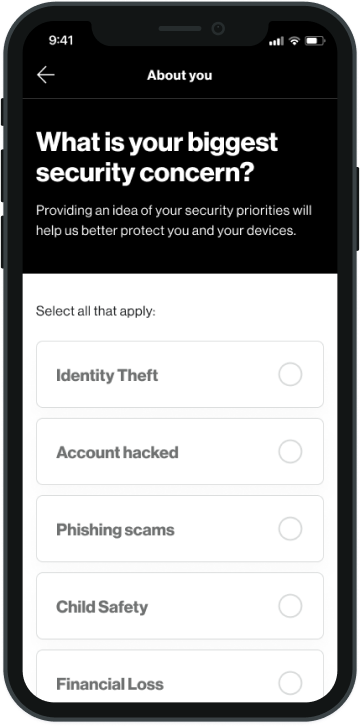 9:41
About you
What is your biggest
security concern?
Providing an idea of your security priorities will
help us better protect you and your devices.
Select all that apply:
Identity Theft
Account hacked
Phishing scams
Child Safety
Financial Loss